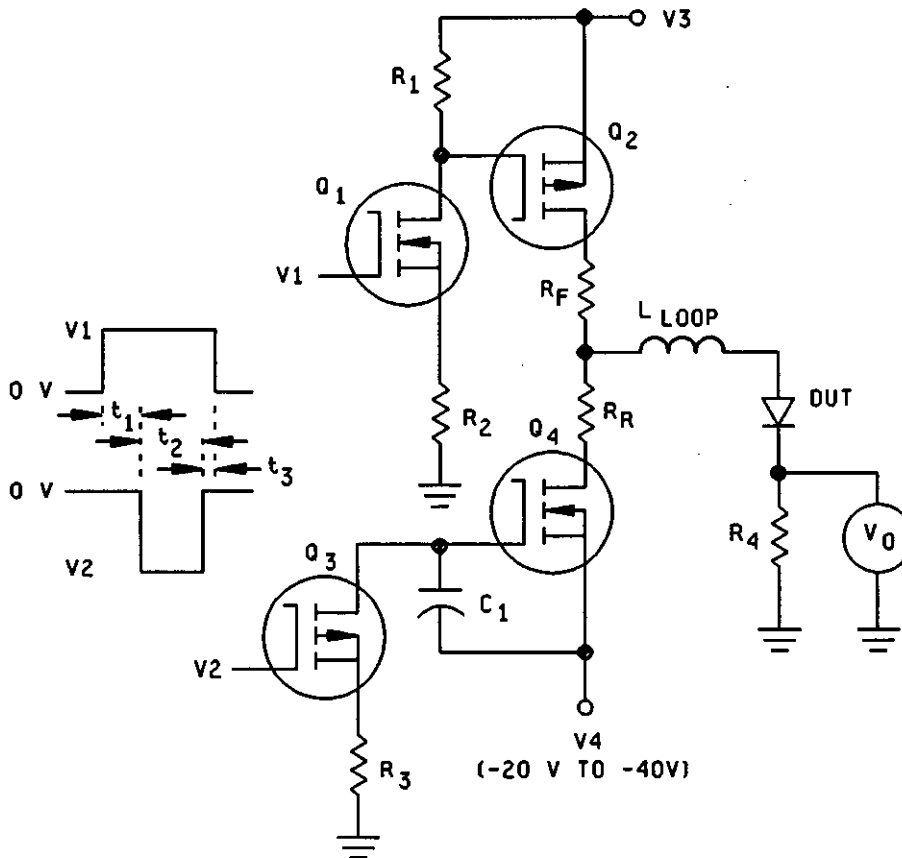 V3
R1
Q2
Q1
V1
RF
L LOOP
V1
0 V
t1
t2
t3
0 V
V2
R2
Q4
RR
DUT
R4
V0
Q3
C1
V2
R3
V4
(-20 V TO -40V)